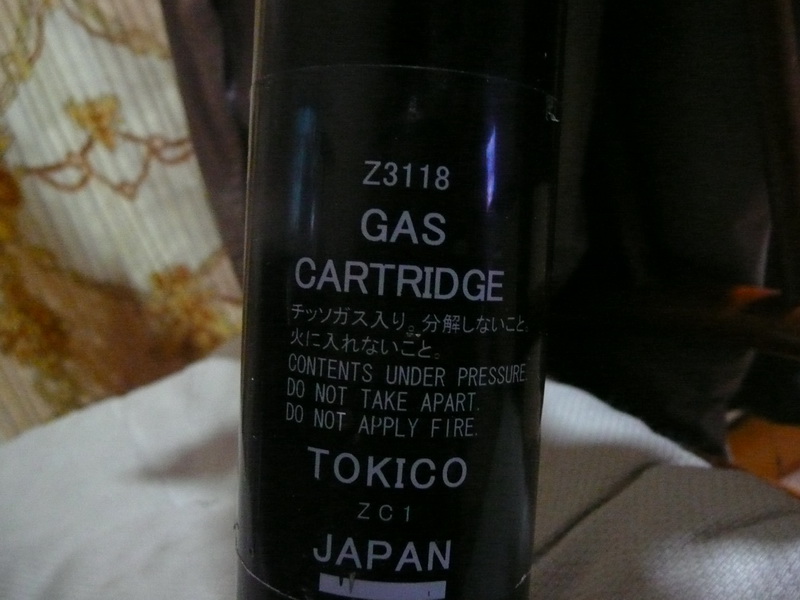 Z3118
GAS
CARTRIDGE
チッソガス入り。分解しないこと。
火に入れないこと。
CONTENTS UNDER PRESSURE.
DO NOT TAKE APART.
DO NOT APPLY FIRE.
TOKICO
ZC1
JAPAN